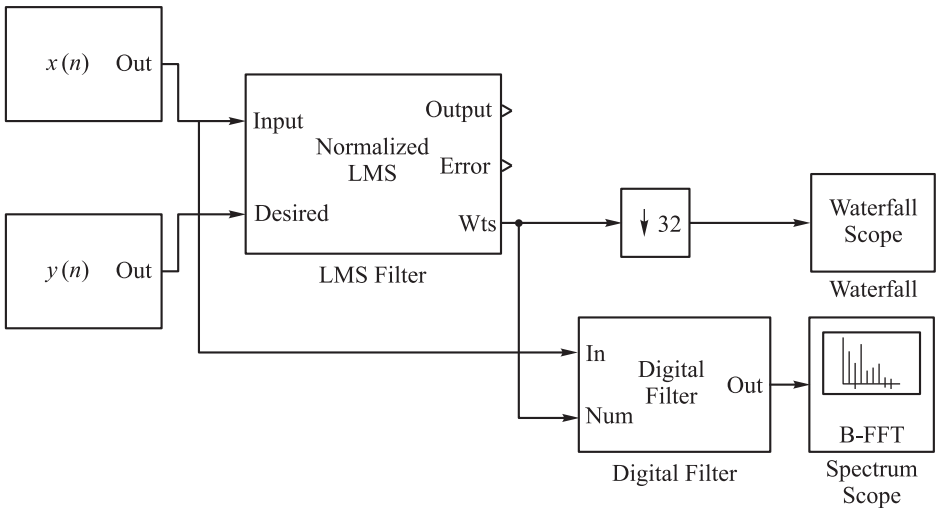 x (n) Out
Input
Normalized
LMS
Output
Error
Desired
Wts
LMS Filter
y (n) Out
↓ 32
Waterfall
Scope
Waterfall
In
Digital
Filter
Out
Num
Digital Filter
B-FFT
Spectrum
Scope